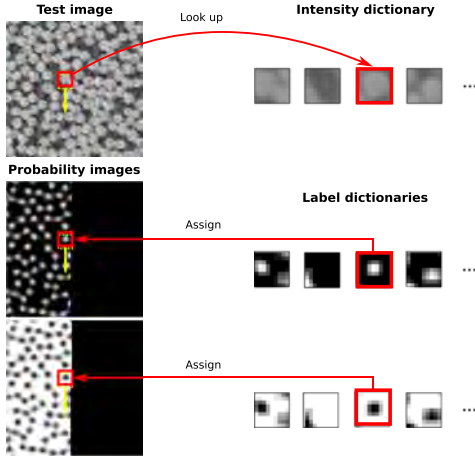 Test image
Look up
Intensity dictionary
...
Probability images
Label dictionaries
Assign
...
Assign
...